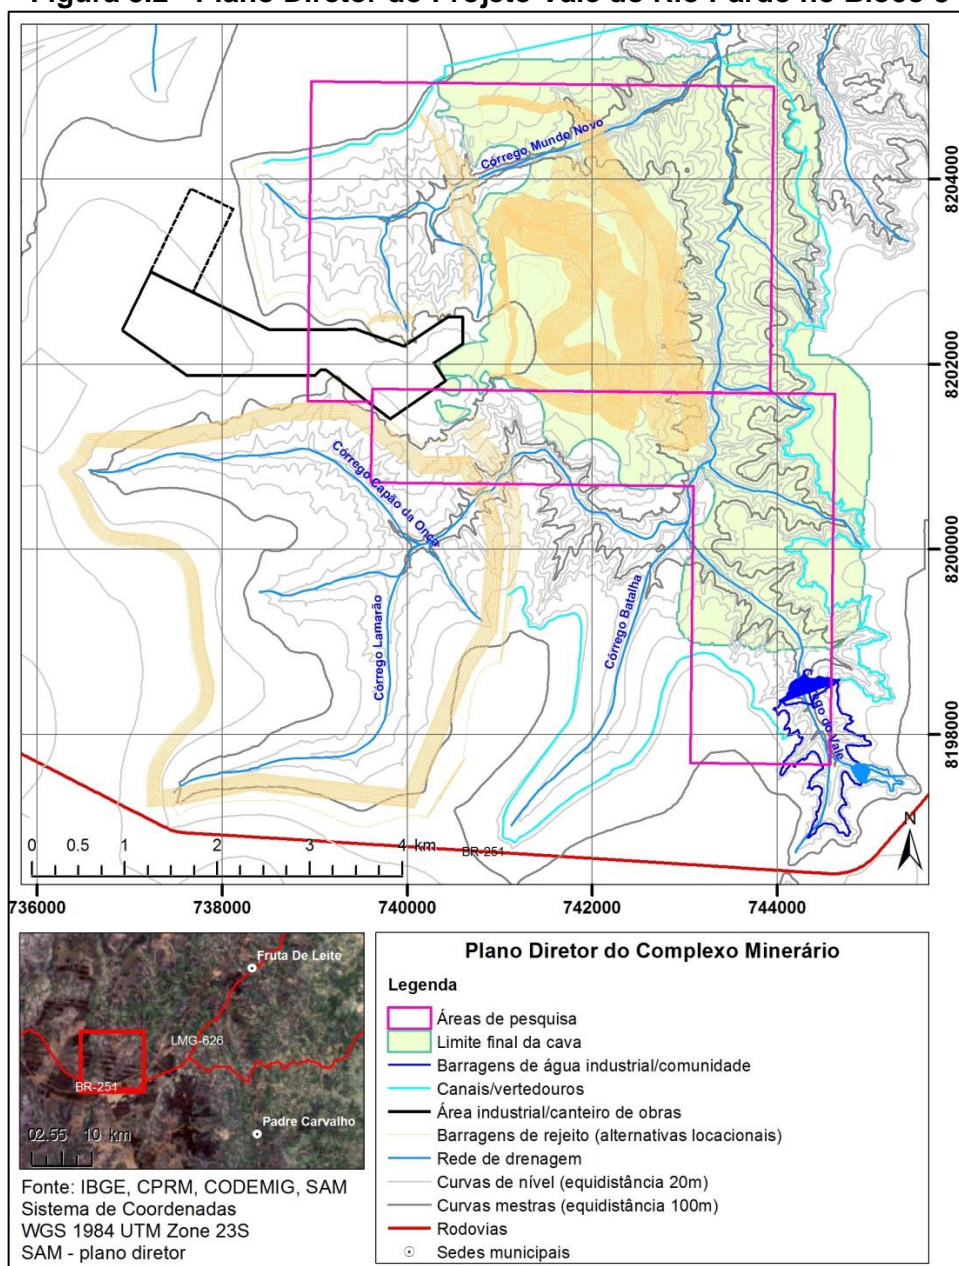 Figura 3.2 - Plano Diretor do Projeto Vale do Rio Pardo no Bloco 8
Córrego Mundo Novo
8204000
8202000
Córrego Capão da Onça
8200000
Córrego Lamarão
Córrego Batalha
8198000
ego do Vale
N
0 0.5 1 2 3 4 km
BR-251
736000 738000 740000 742000 744000
Fruta De Leite
LMG-626
BR-251
Padre Carvalho
02.55 10 km
Fonte: IBGE, CPRM, CODEMIG, SAM
Sistema de Coordenadas
WGS 1984 UTM Zone 23S
SAM - plano diretor
Plano Diretor do Complexo Minerário
Legenda
Áreas de pesquisa
Limite final da cava
Barragens de água industrial/comunidade
Canais/vertedouros
Área industrial/canteiro de obras
Barragens de rejeito (alternativas locacionais)
Rede de drenagem
Curvas de nível (equidistância 20m)
Curvas mestras (equidistância 100m)
Rodovias
Sedes municipais